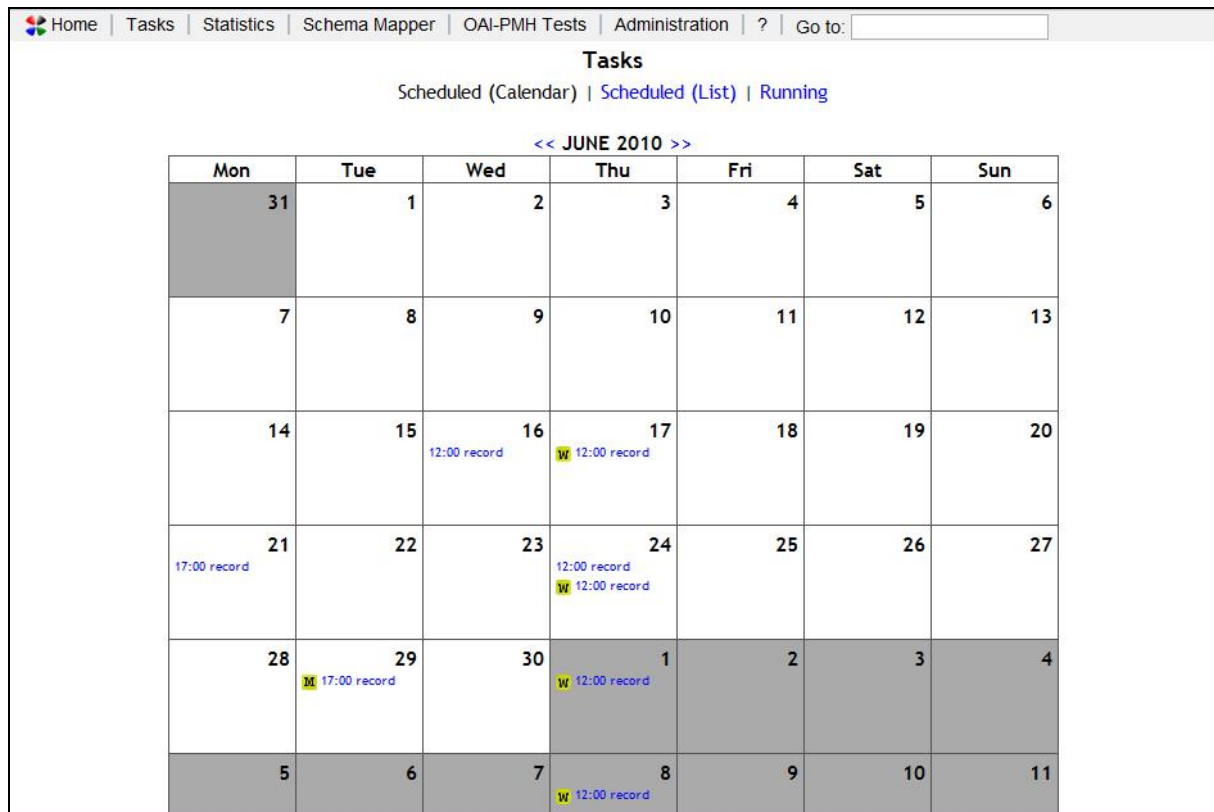 Home | Tasks | Statistics | Schema Mapper | OAI-PMH Tests | Administration | ? | Go to:
Tasks
Scheduled (Calendar) | Scheduled (List) | Running
<< JUNE 2010 >>
Mon Tue Wed Thu Fri Sat Sun
31 1 2 3 4 5 6
7 8 9 10 11 12 13
14 15 16 17 18 19 20
12:00 record W 12:00 record
21 22 23 24 25 26 27
17:00 record 12:00 record
W 12:00 record
28 29 30 1 2 3 4
M 17:00 record W 12:00 record
5 6 7 8 9 10 11
W 12:00 record